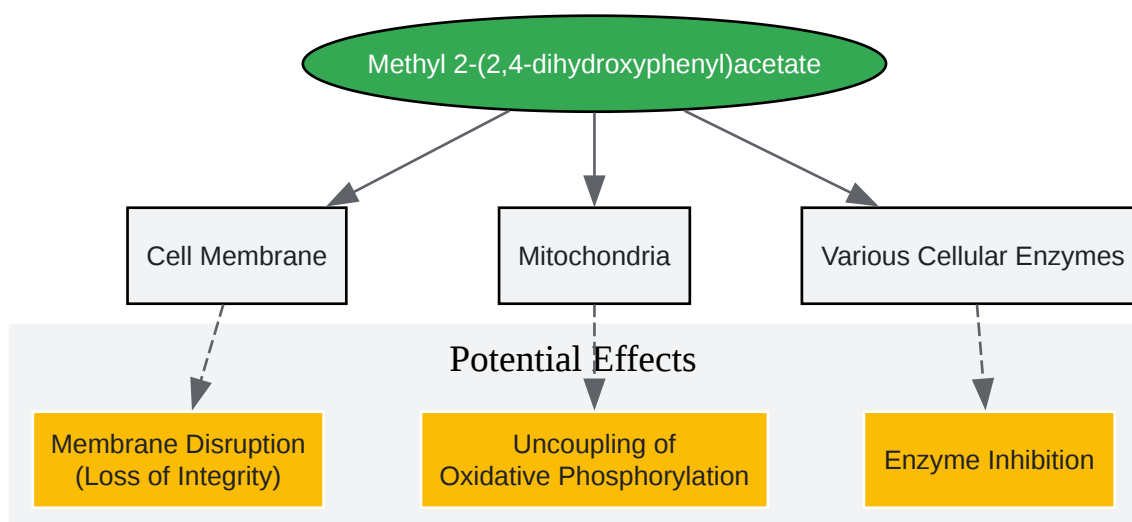 Methyl 2-(2,4-dihydroxyphenyl)acetate
Cell Membrane
Mitochondria
Various Cellular Enzymes
Potential Effects
Membrane Disruption
(Loss of Integrity)
Uncoupling of
Oxidative Phosphorylation
Enzyme Inhibition